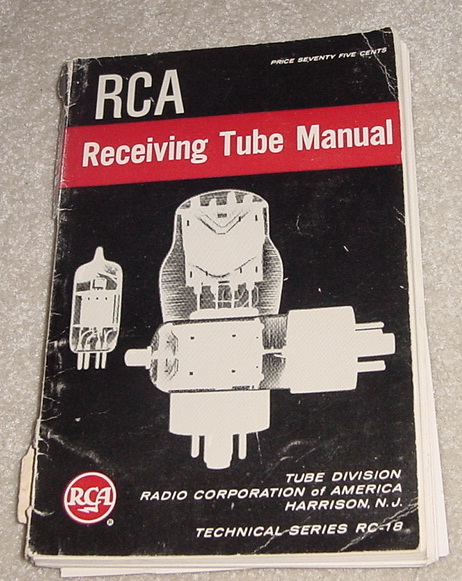 PRICE SEVENTY FIVE CENTS
RCA
Receiving Tube Manual
TUBE DIVISION
RADIO CORPORATION of AMERICA
HARRISON, N. J.
RCA
®
TECHNICAL SERIES RC-18